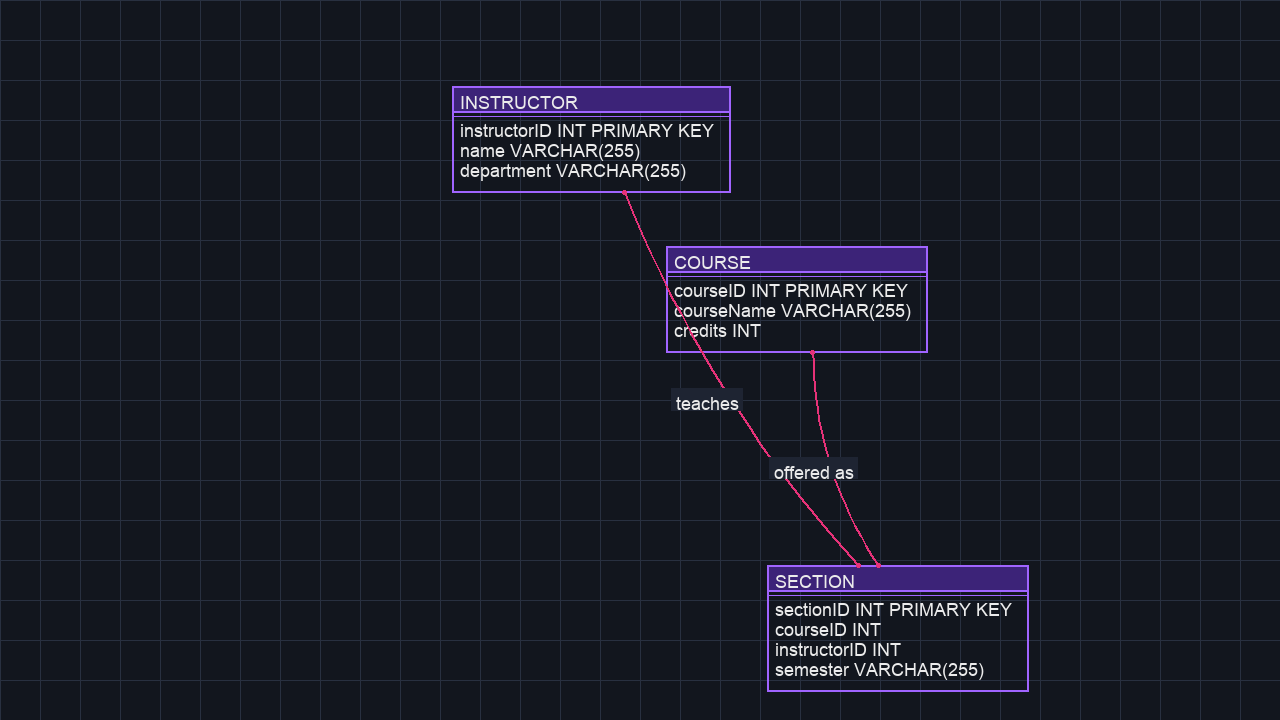 INSTRUCTOR
instructorID INT PRIMARY KEY
name VARCHAR(255)
department VARCHAR(255)
COURSE
courseID INT PRIMARY KEY
courseName VARCHAR(255)
credits INT
teaches
offered as
SECTION
sectionID INT PRIMARY KEY
courseID INT
instructorID INT
semester VARCHAR(255)